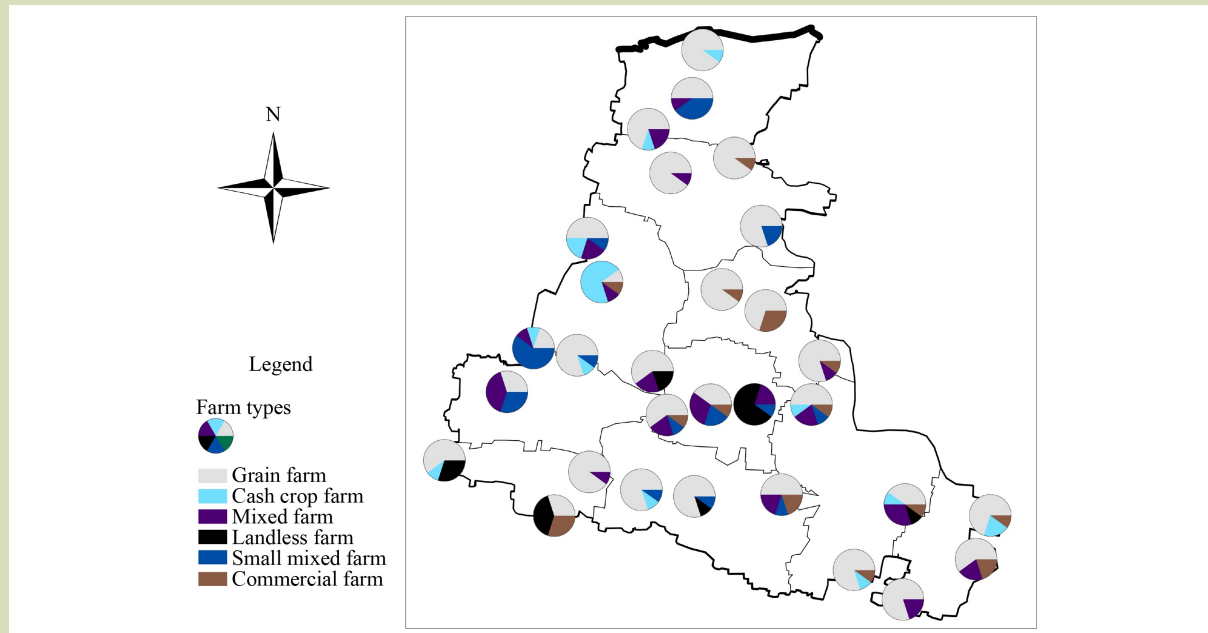 N
Legend
Farm types
Grain farm
Cash crop farm
Mixed farm
Landless farm
Small mixed farm
Commercial farm